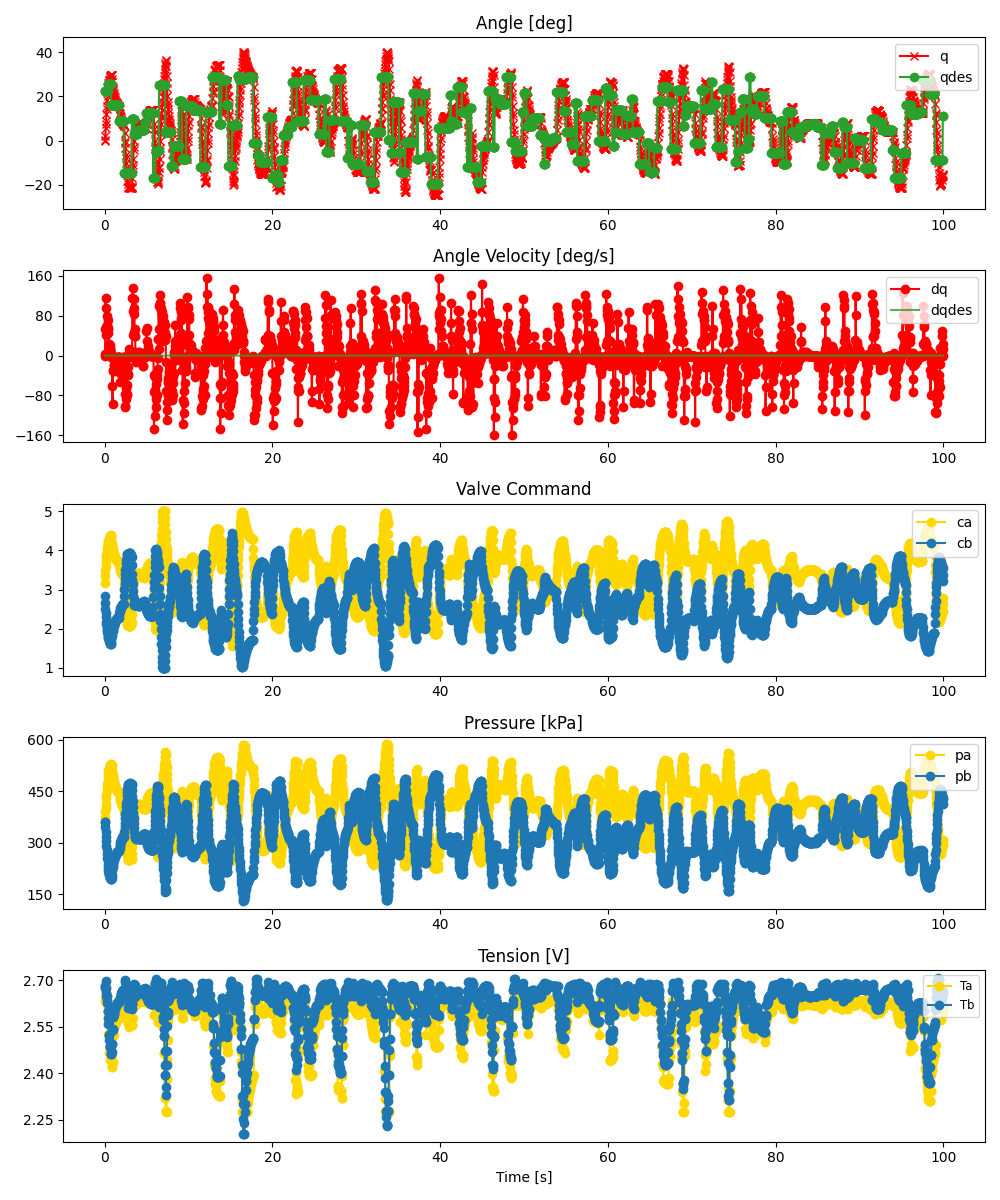 Angle [deg]
40
20
0
−20
q
qdes
0 20 40 60 80 100
Angle Velocity [deg/s]
160
80
0
−80
−160
dq
dqdes
0 20 40 60 80 100
Valve Command
5
4
3
2
1
ca
cb
0 20 40 60 80 100
Pressure [kPa]
600
450
300
150
pa
pb
0 20 40 60 80 100
Tension [V]
2.70
2.55
2.40
2.25
Ta
Tb
0 20 40 60 80 100
Time [s]